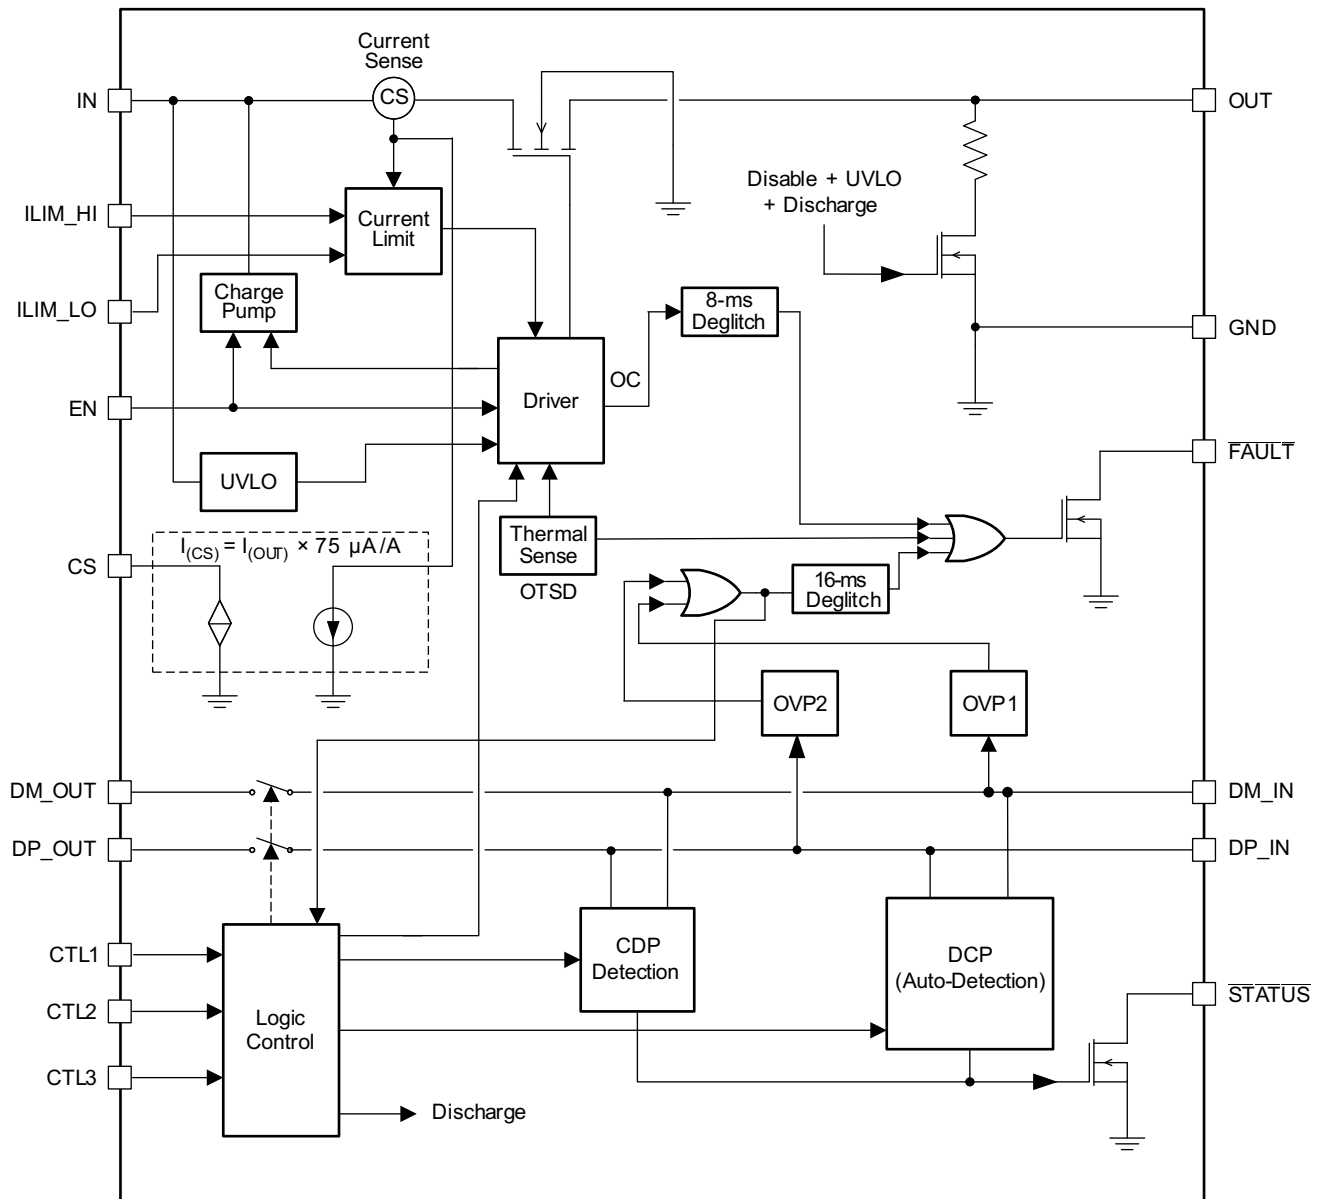 Current
Sense
IN
CS
OUT
Disable + UVLO
+ Discharge
ILIM_HI
Current
Limit
ILIM_LO
Charge
Pump
8-ms
Deglitch
GND
OC
EN
Driver
FAULT
UVLO
Thermal
Sense
OTSD
I(CS) = I(OUT) × 75 µA/A
CS
16-ms
Deglitch
OVP2
OVP1
DM_OUT
DM_IN
DP_OUT
DP_IN
CTL1
CDP
Detection
DCP
(Auto-Detection)
STATUS
CTL2
Logic
Control
CTL3
Discharge